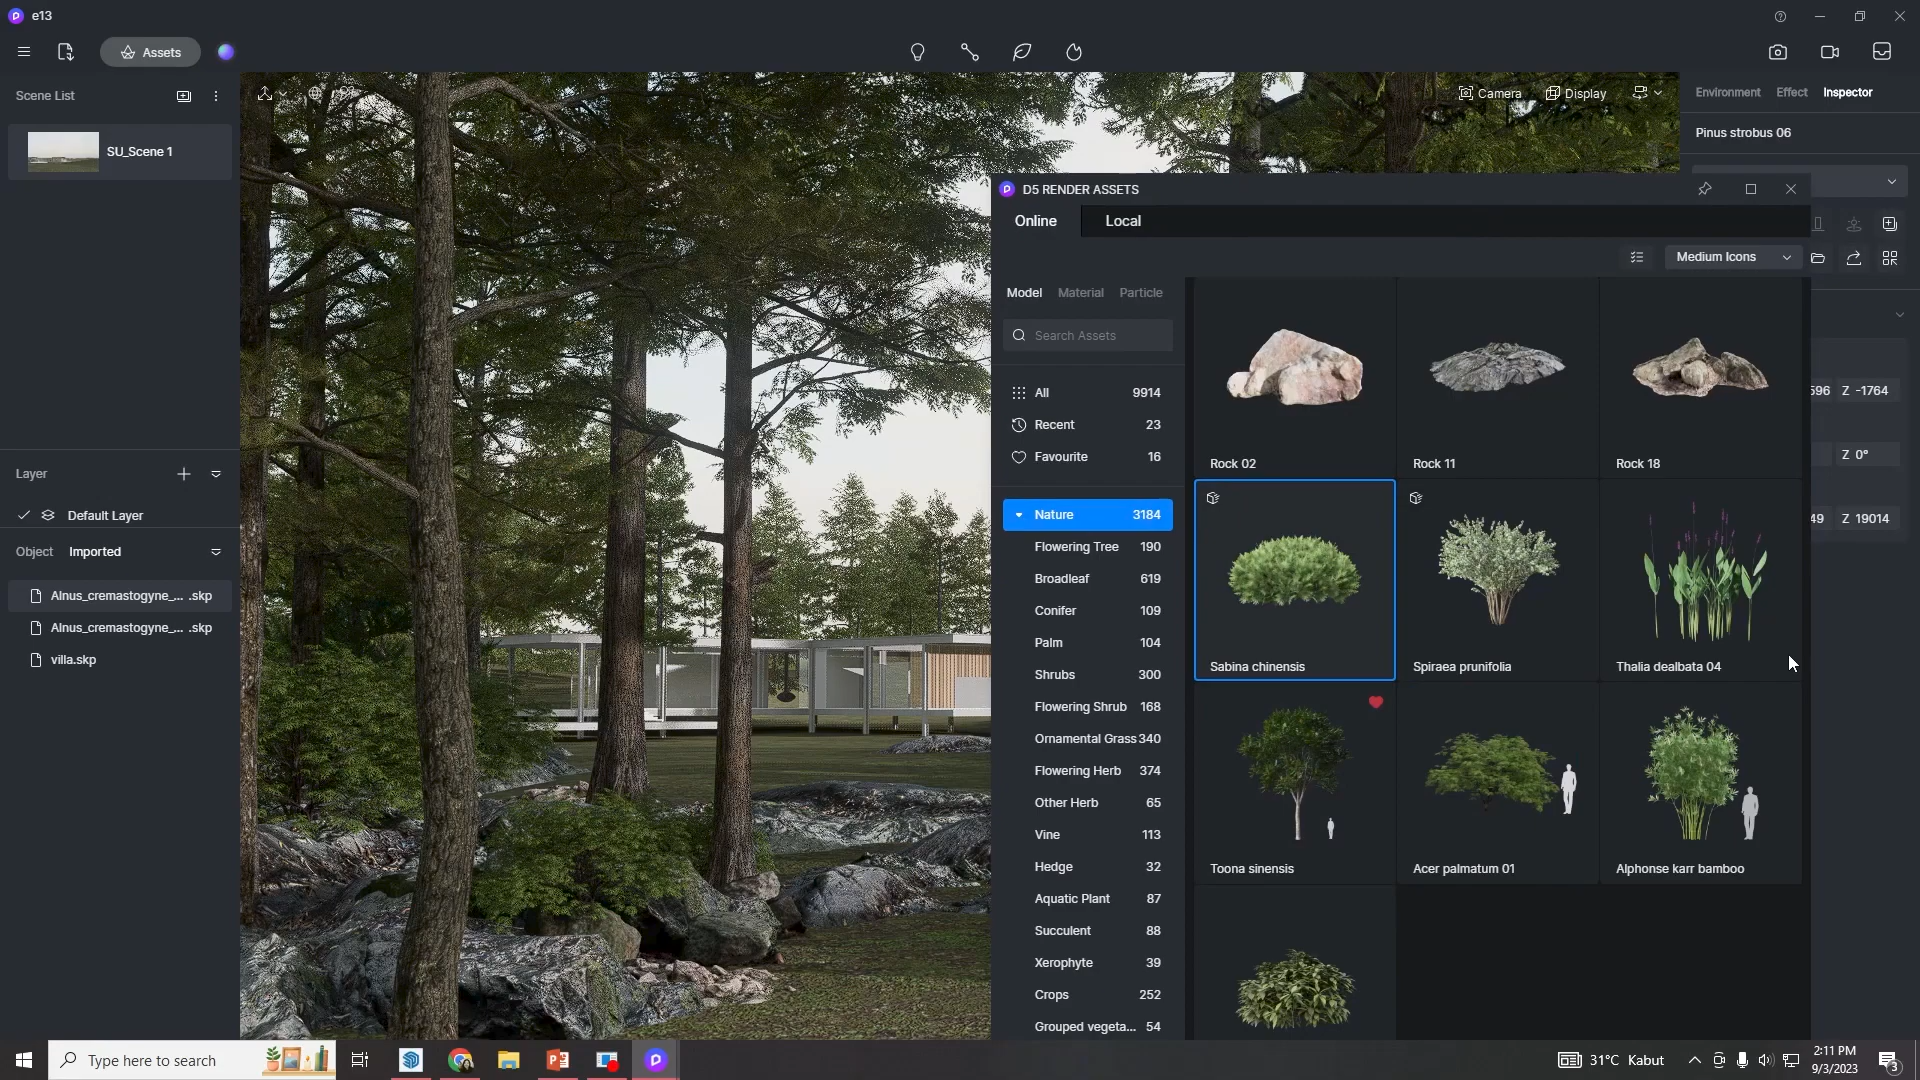 e13
Assets
Scene List
SU_Scene 1
Camera
Display
Environment
Effect
Inspector
Pinus strobus 06
D5 RENDER ASSETS
Online
Local
Medium Icons
Model
Material
Particle
Search Assets
All 9914
Recent 23
Favourite 16
Nature 3184
Flowering Tree 190
Broadleaf 619
Conifer 109
Palm 104
Shrubs 300
Flowering Shrub 168
Ornamental Grass 340
Flowering Herb 374
Other Herb 65
Vine 113
Hedge 32
Aquatic Plant 87
Succulent 88
Xerophyte 39
Crops 252
Grouped vegeta... 54
Rock 02
Rock 11
Rock 18
Sabina chinensis
Spiraea prunifolia
Thalia dealbata 04
Toona sinensis
Acer palmatum 01
Alphonse karr bamboo
596 Z -1764
Z 0°
49 Z 19014
Layer
Default Layer
Object
Imported
Alnus_cremastogyne_... .skp
Alnus_cremastogyne_... .skp
villa.skp
Type here to search
31°C Kabut
2:11 PM
9/3/2023
3